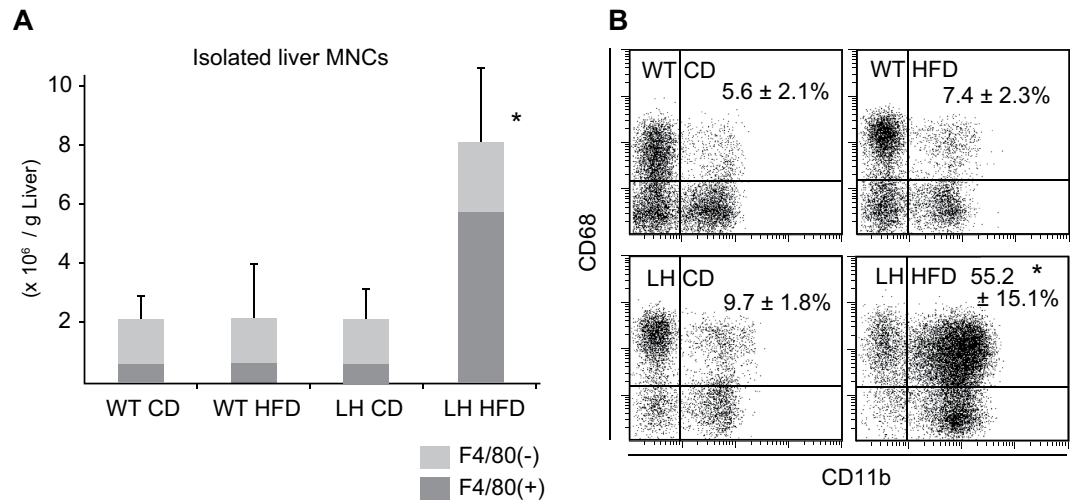 A
Isolated liver MNCs
(x 10⁶ / g Liver)
10
8
6
4
2
*
WT CD
WT HFD
LH CD
LH HFD
F4/80(-)
F4/80(+)
B
CD68
WT CD
5.6 ± 2.1%
WT HFD
7.4 ± 2.3%
LH CD
9.7 ± 1.8%
LH HFD 55.2 *
± 15.1%
CD11b